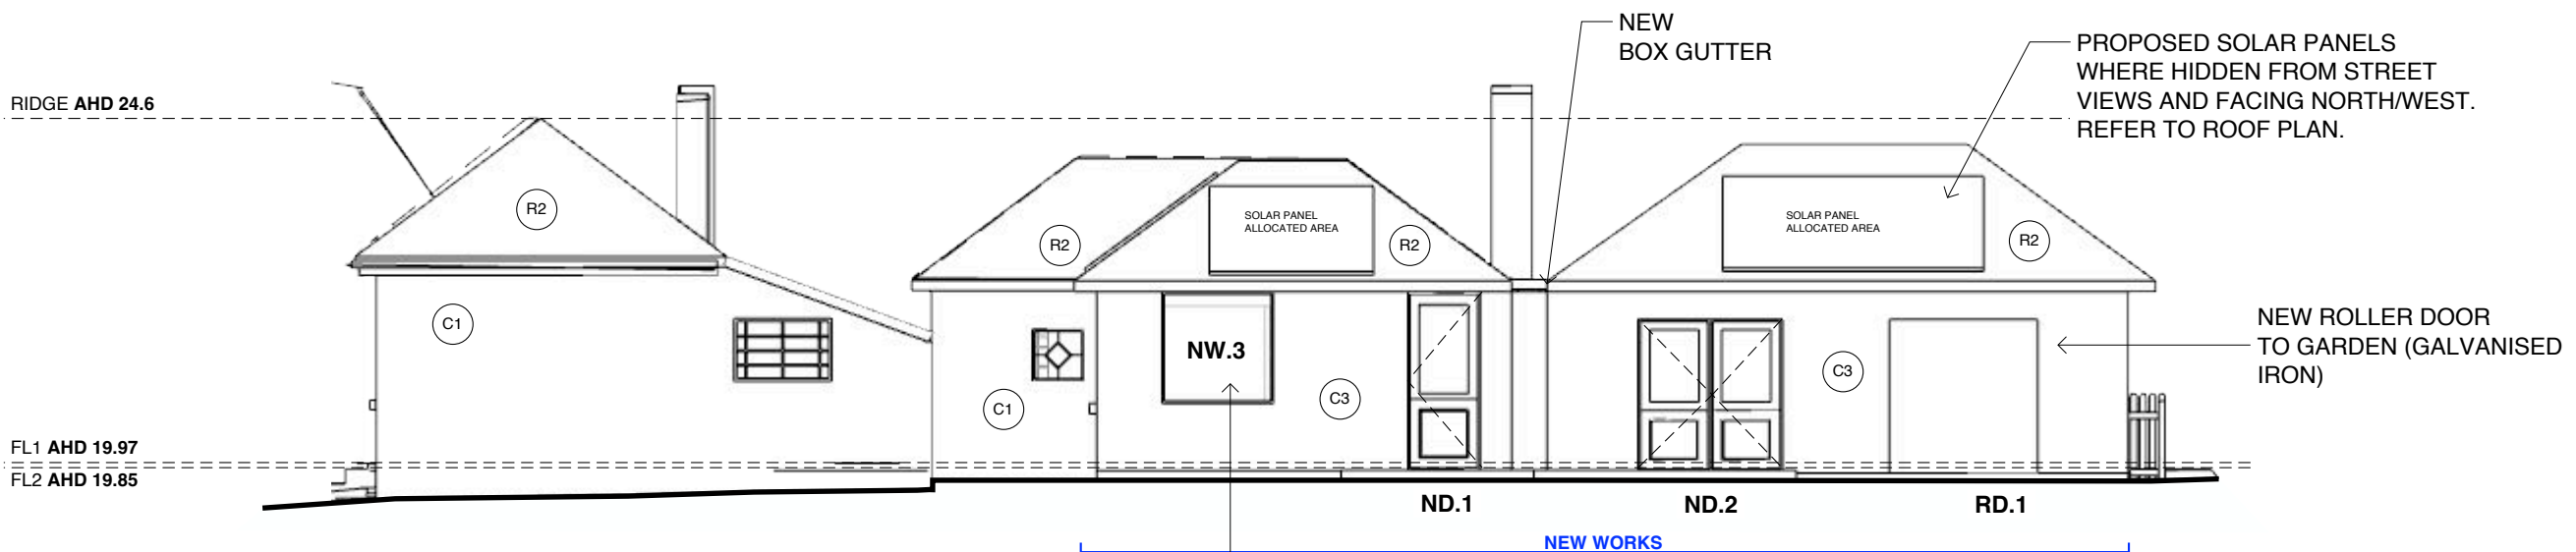 NEW
BOX GUTTER
PROPOSED SOLAR PANELS
WHERE HIDDEN FROM STREET
VIEWS AND FACING NORTH/WEST.
REFER TO ROOF PLAN.
RIDGE AHD 24.6
R2
R2
SOLAR PANEL
ALLOCATED AREA
R2
SOLAR PANEL
ALLOCATED AREA
R2
C1
C1
NW.3
C3
C3
NEW ROLLER DOOR
TO GARDEN (GALVANISED
IRON)
FL1 AHD 19.97
FL2 AHD 19.85
ND.1
ND.2
RD.1
NEW WORKS